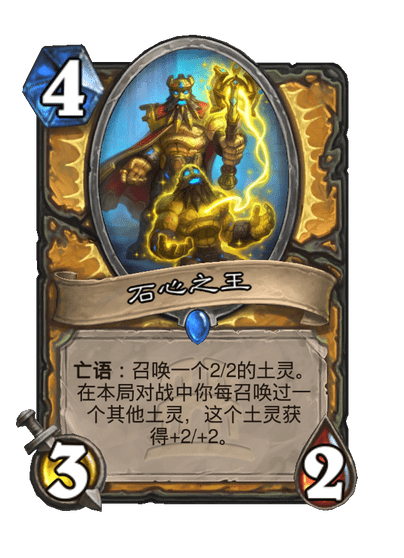 4
石心之王
亡语：召唤一个2/2的土灵。
在本局对战中你每召唤过一
个其他土灵，这个土灵获
得+2/+2。
3
2